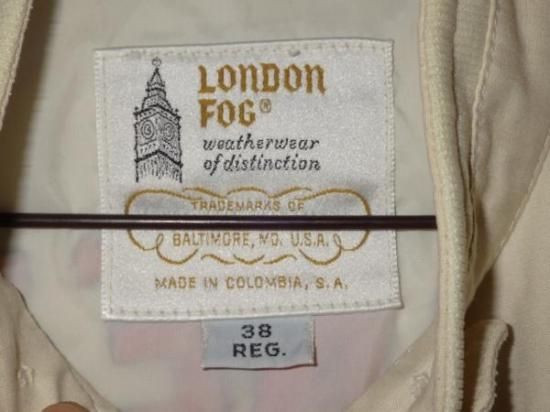 LONDON
FOG®
weatherwear
of distinction
TRADEMARKS OF
BALTIMORE, MD. U.S.A.
MADE IN COLOMBIA, S.A.
38
REG.